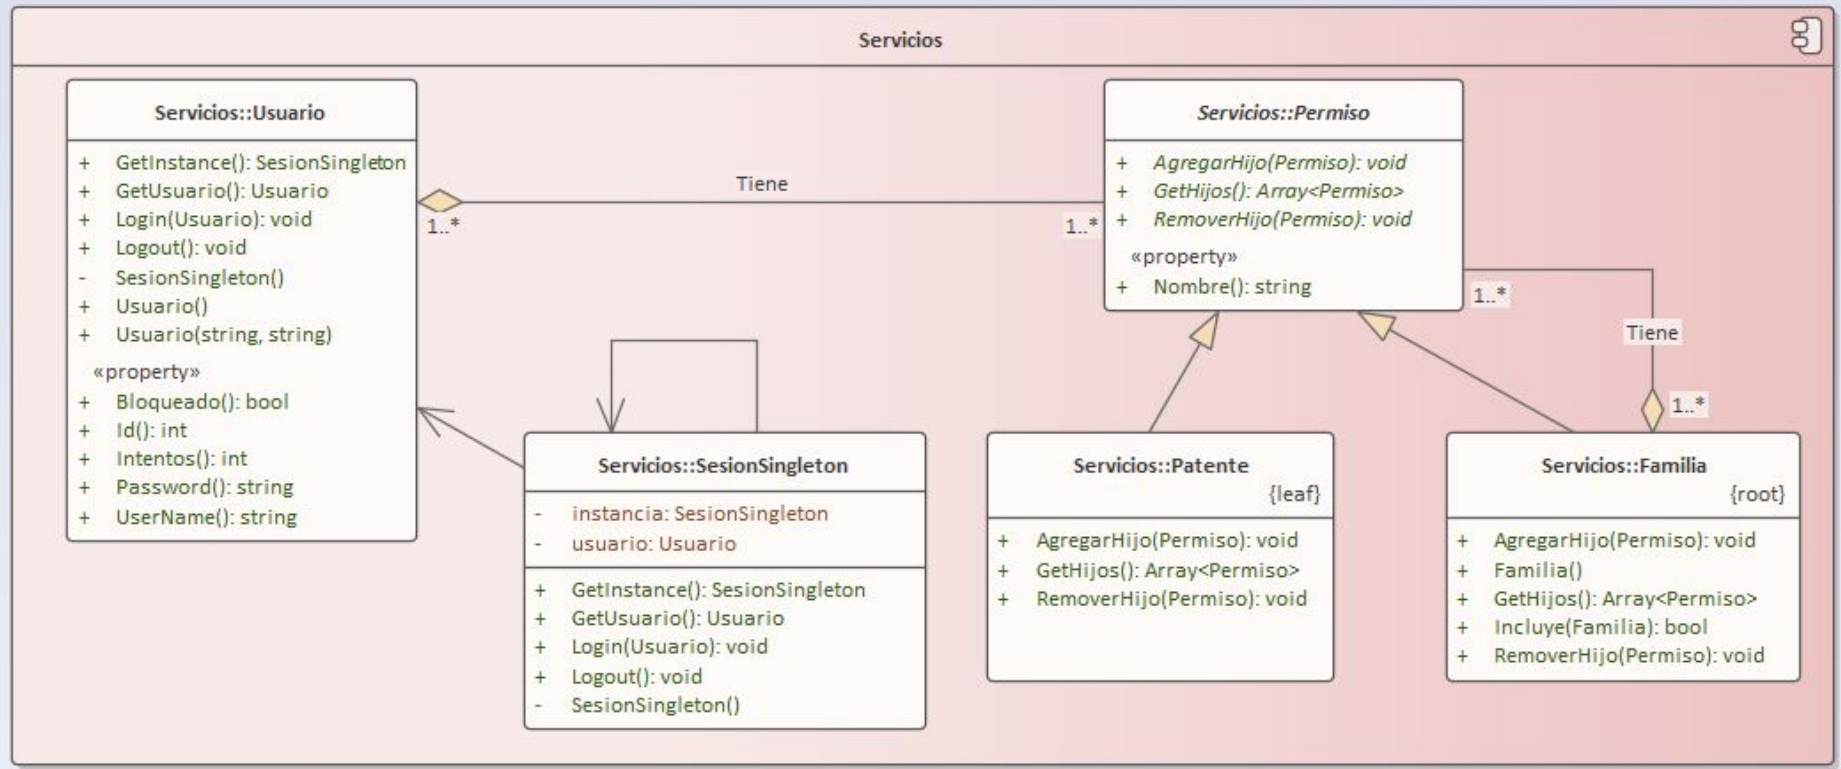 Servicios
Servicios::Usuario
+ GetInstance(): SesionSingleton
+ GetUsuario(): Usuario
+ Login(Usuario): void
+ Logout(): void
- SesionSingleton()
+ Usuario()
+ Usuario(string, string)
«property»
+ Bloqueado(): bool
+ Id(): int
+ Intentos(): int
+ Password(): string
+ UserName(): string
1..*
Tiene
1..*
Servicios::Permiso
+ AgregarHijo(Permiso): void
+ GetHijos(): Array<Permiso>
+ RemoverHijo(Permiso): void
«property»
+ Nombre(): string
1..*
Tiene
1..*
Servicios::SesionSingleton
- instancia: SesionSingleton
- usuario: Usuario
+ GetInstance(): SesionSingleton
+ GetUsuario(): Usuario
+ Login(Usuario): void
+ Logout(): void
- SesionSingleton()
Servicios::Patente
{leaf}
+ AgregarHijo(Permiso): void
+ GetHijos(): Array<Permiso>
+ RemoverHijo(Permiso): void
Servicios::Familia
{root}
+ AgregarHijo(Permiso): void
+ Familia()
+ GetHijos(): Array<Permiso>
+ Incluye(Familia): bool
+ RemoverHijo(Permiso): void